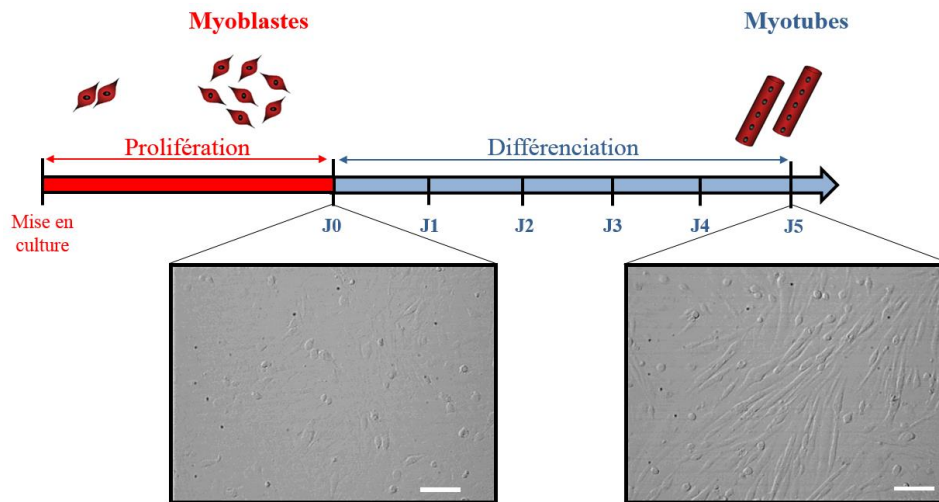 Myoblastes
Myotubes
Prolifération
Différenciation
Mise en
culture
J0
J1
J2
J3
J4
J5